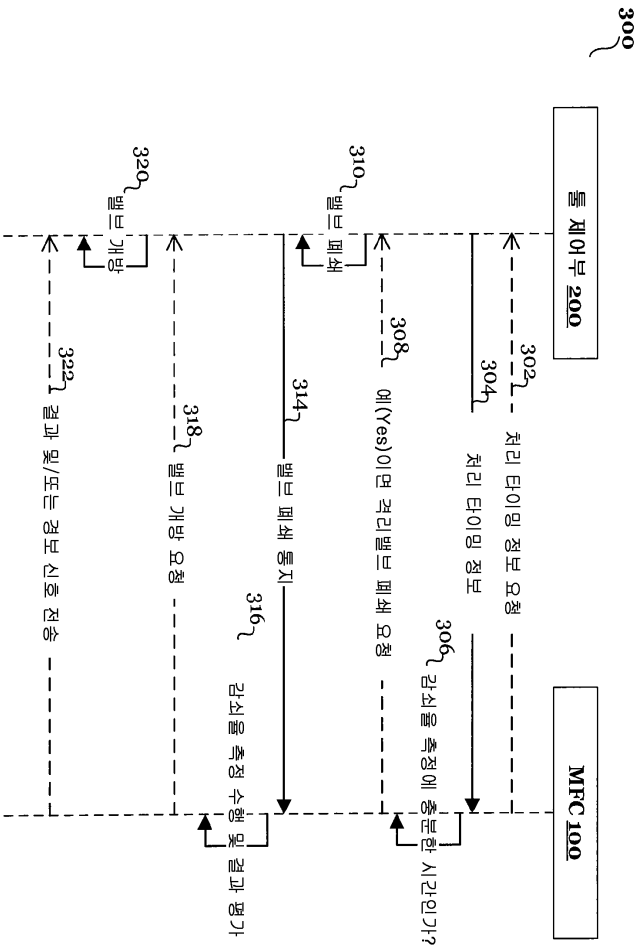 300
툴 제어부 200
MFC 100
302
처리 타이밍 정보 요청
304
처리 타이밍 정보
306
감쇠율 측정에 충분한 시간인가?
308
예(Yes)이면 격리밸브 폐쇄 요청
310
밸브 폐쇄
314
밸브 폐쇄 통지
316
감쇠율 측정 수행 및 결과 평가
318
밸브 개방 요청
320
밸브 개방
322
결과 및/또는 경보 신호 전송